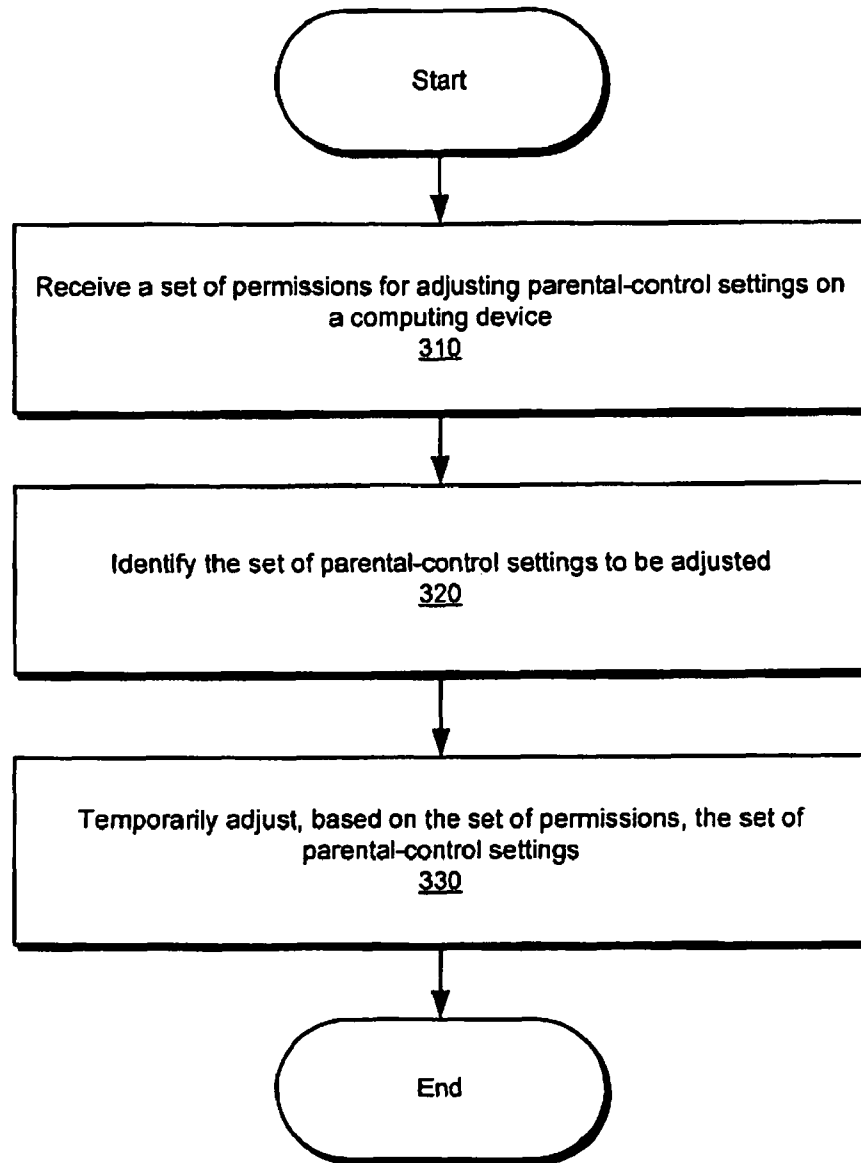 Start
Receive a set of permissions for adjusting parental-control settings on
a computing device
310
Identify the set of parental-control settings to be adjusted
320
Temporarily adjust, based on the set of permissions, the set of
parental-control settings
330
End